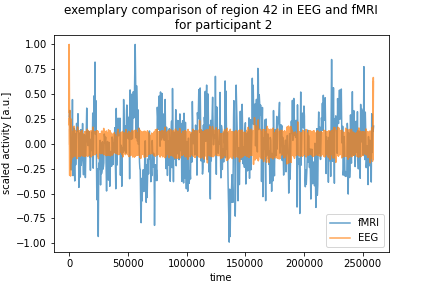 exemplary comparison of region 42 in EEG and fMRI
for participant 2
1.00
0.75
0.50
0.25
0.00
−0.25
−0.50
−0.75
−1.00
scaled activity [a.u.]
fMRI
EEG
0
50000
100000
150000
200000
250000
time